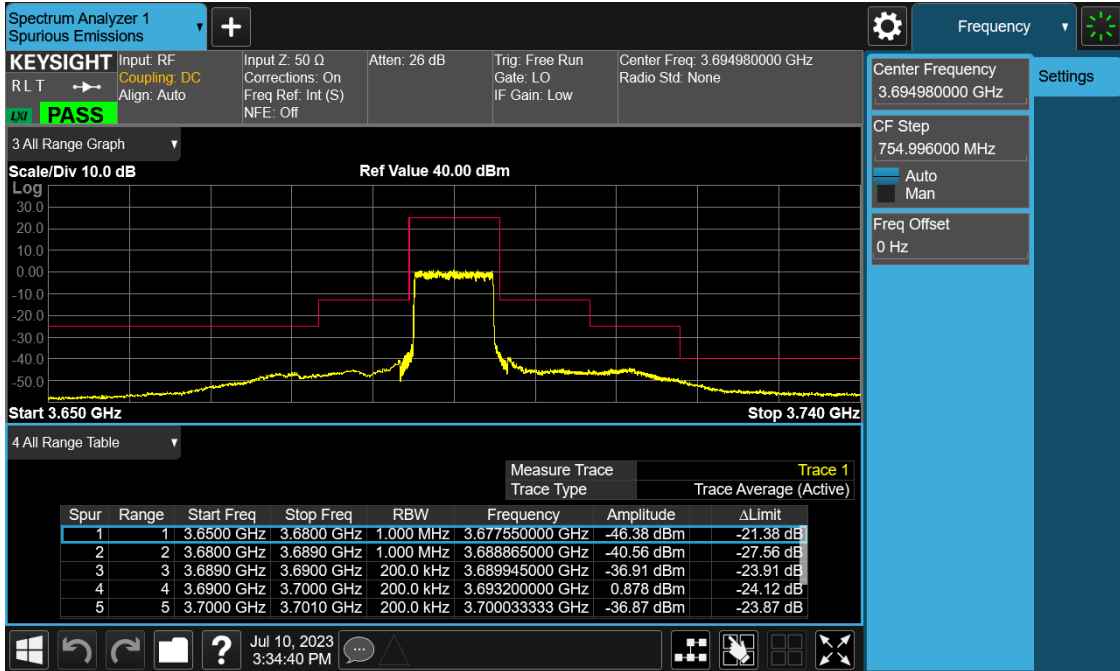 Spectrum Analyzer 1
Spurious Emissions
Frequency
KEYSIGHT
RLT
LXI
PASS
Input: RF
Coupling: DC
Align: Auto
Input Z: 50 Ω
Corrections: On
Freq Ref: Int (S)
NFE: Off
Atten: 26 dB
Trig: Free Run
Gate: LO
IF Gain: Low
Center Freq: 3.694980000 GHz
Radio Std: None
Center Frequency
3.694980000 GHz
Settings
CF Step
754.996000 MHz
Auto
Man
Freq Offset
0 Hz
3 All Range Graph
Scale/Div 10.0 dB
Ref Value 40.00 dBm
Log
30.0
20.0
10.0
0.00
-10.0
-20.0
-30.0
-40.0
-50.0
Start 3.650 GHz
Stop 3.740 GHz
4 All Range Table
Measure Trace Trace 1
Trace Type Trace Average (Active)
Spur Range Start Freq Stop Freq RBW Frequency Amplitude ΔLimit
1 1 3.6500 GHz 3.6800 GHz 1.000 MHz 3.677550000 GHz -46.38 dBm -21.38 dB
2 2 3.6800 GHz 3.6890 GHz 1.000 MHz 3.688865000 GHz -40.56 dBm -27.56 dB
3 3 3.6890 GHz 3.6900 GHz 200.0 kHz 3.689945000 GHz -36.91 dBm -23.91 dB
4 4 3.6900 GHz 3.7000 GHz 200.0 kHz 3.693200000 GHz 0.878 dBm -24.12 dB
5 5 3.7000 GHz 3.7010 GHz 200.0 kHz 3.700033333 GHz -36.87 dBm -23.87 dB
?
Jul 10, 2023
3:34:40 PM